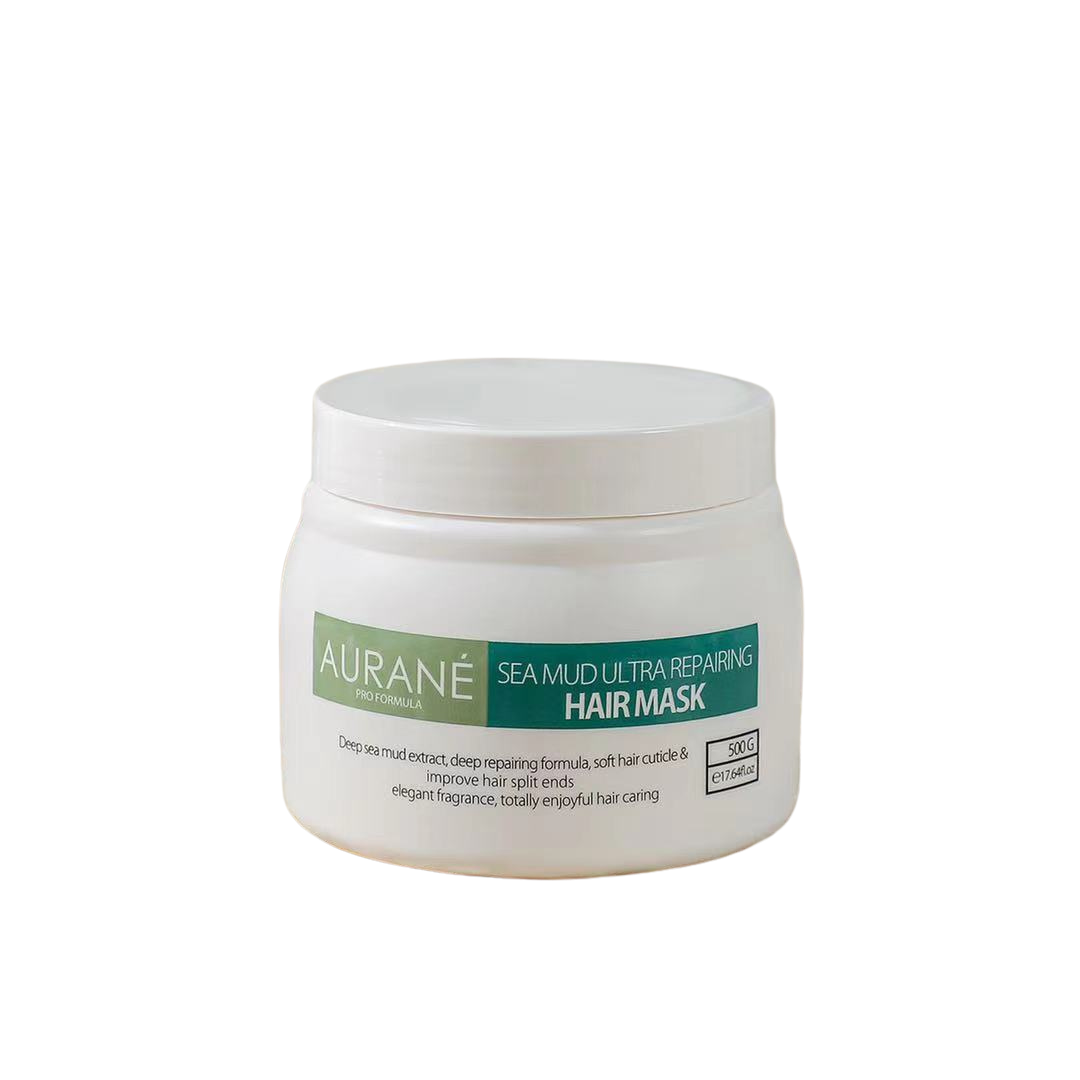 AURANÉ
PRO FORMULA
SEA MUD ULTRA REPAIRING
HAIR MASK
Deep sea mud extract, deep repairing formula, soft hair cuticle &
improve hair split ends
elegant fragrance, totally enjoyful hair caring
500 G
℮17.64fl.oz